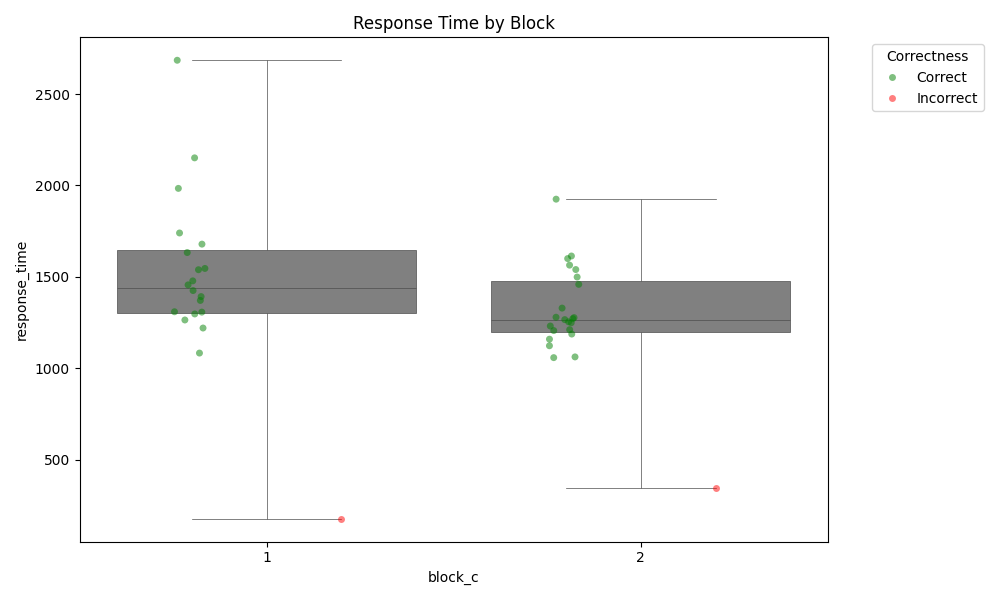 Response Time by Block
Correctness
Correct
Incorrect
response_time
2500
2000
1500
1000
500
1
2
block_c